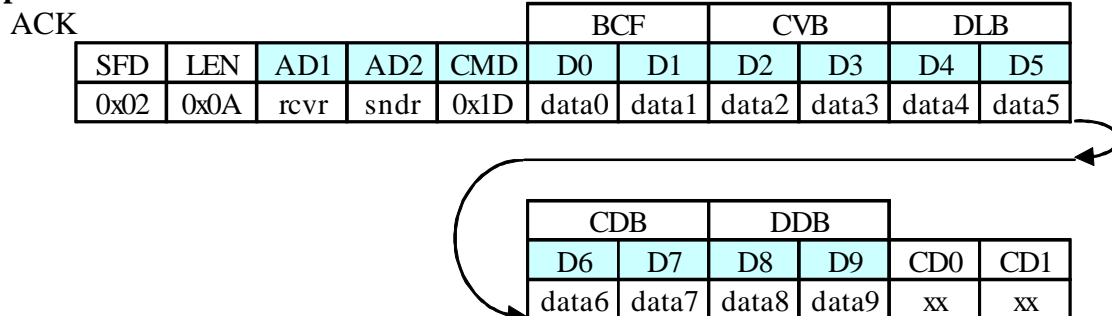 ACK
BCF CVB DLB
SFD LEN AD1 AD2 CMD D0 D1 D2 D3 D4 D5
0x02 0x0A rcvr sndr 0x1D data0 data1 data2 data3 data4 data5
CDB DDB
D6 D7 D8 D9 CD0 CD1
data6 data7 data8 data9 xx xx